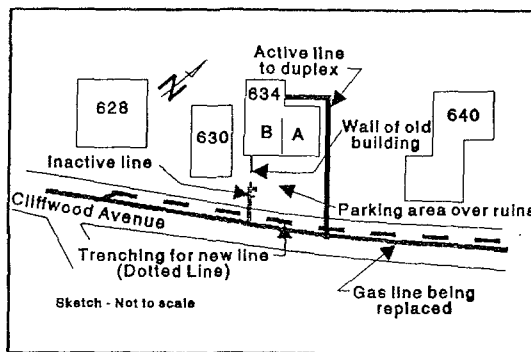 Active line
to duplex
N
628
634
640
630
B A
Wall of old
building
Inactive line
Parking area over ruins
Cliffwood Avenue
Trenching for new line
(Dotted Line)
Sketch - Not to scale
Gas line being
replaced